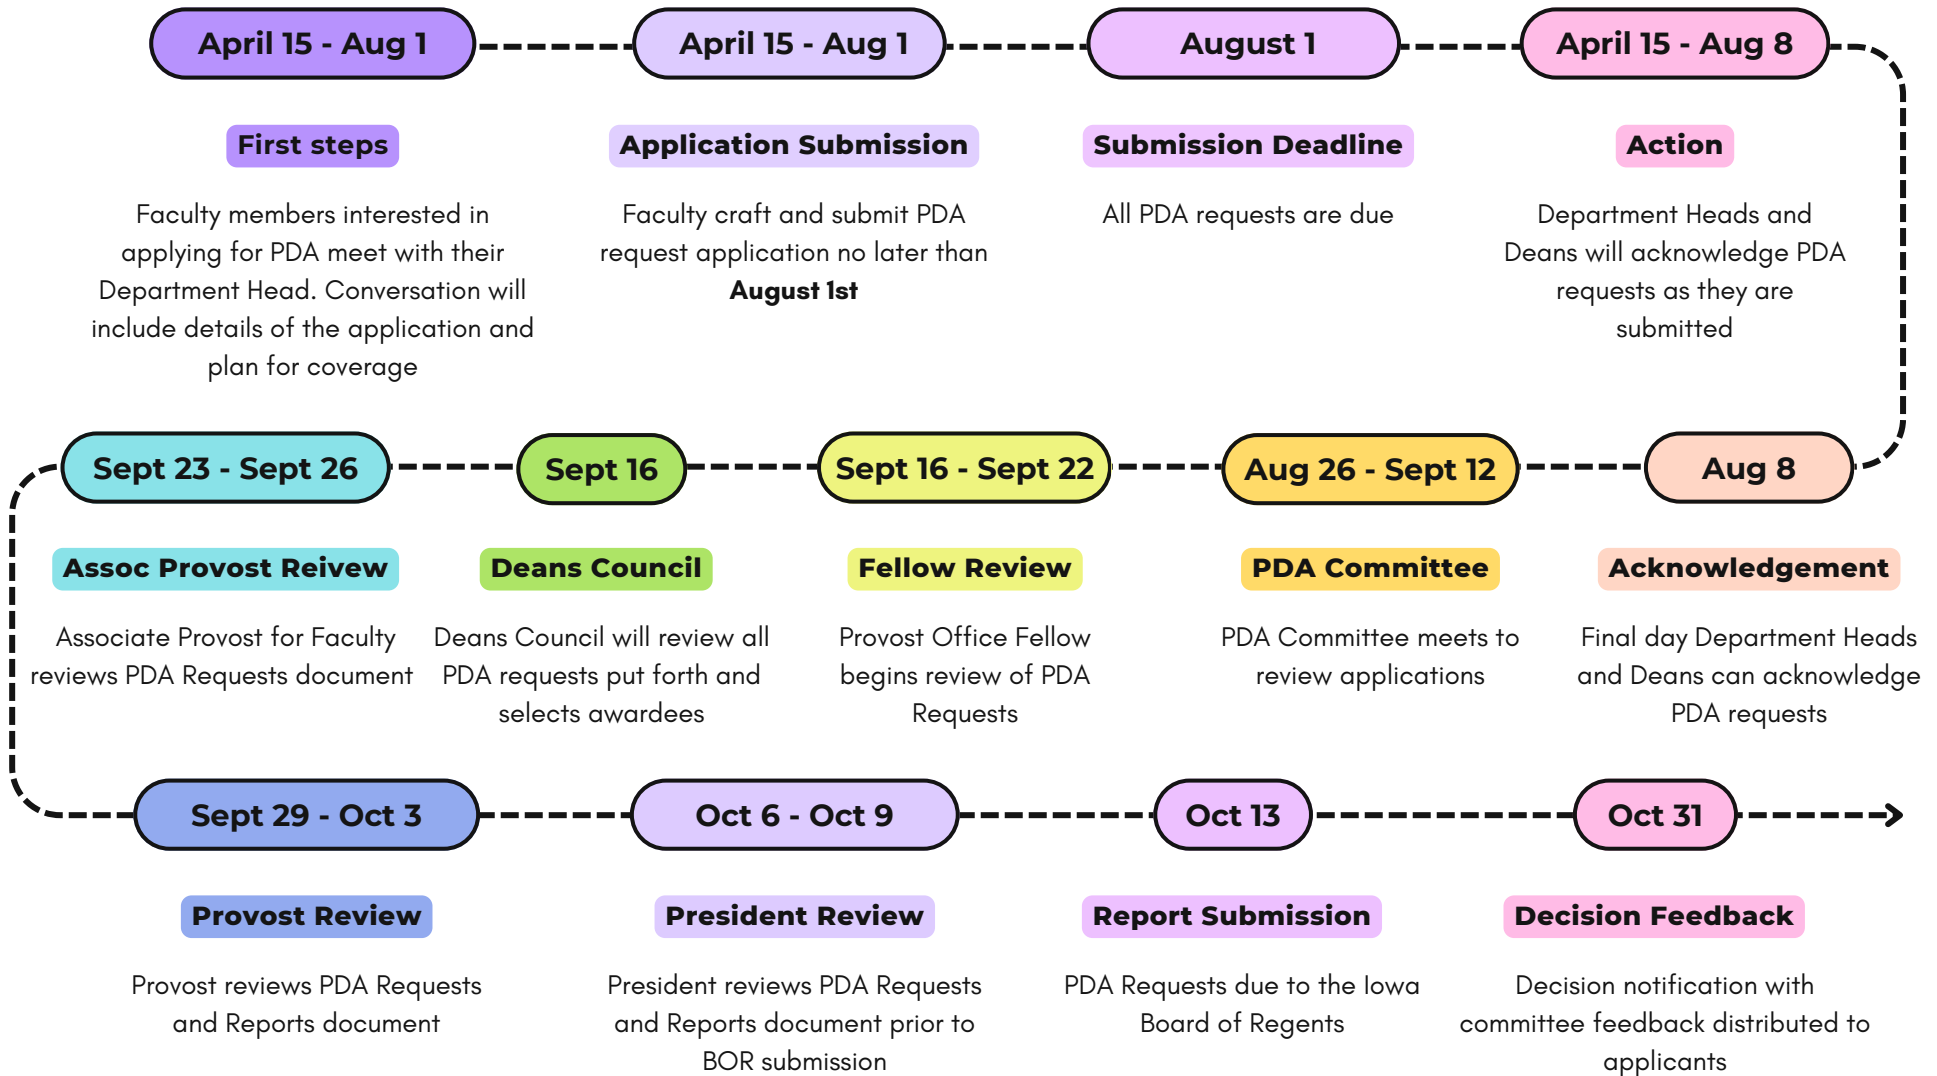 April 15 - Aug 1
First steps
Faculty members interested in
applying for PDA meet with their
Department Head. Conversation will
include details of the application and
plan for coverage
April 15 - Aug 1
Application Submission
Faculty craft and submit PDA
request application no later than
August 1st
August 1
Submission Deadline
All PDA requests are due
April 15 - Aug 8
Action
Department Heads and
Deans will acknowledge PDA
requests as they are
submitted
Aug 8
Acknowledgement
Final day Department Heads
and Deans can acknowledge
PDA requests
Aug 26 - Sept 12
PDA Committee
PDA Committee meets to
review applications
Sept 16 - Sept 22
Fellow Review
Provost Office Fellow
begins review of PDA
Requests
Sept 16
Deans Council
Deans Council will review all
PDA requests put forth and
selects awardees
Sept 23 - Sept 26
Assoc Provost Reivew
Associate Provost for Faculty
reviews PDA Requests document
Sept 29 - Oct 3
Provost Review
Provost reviews PDA Requests
and Reports document
Oct 6 - Oct 9
President Review
President reviews PDA Requests
and Reports document prior to
BOR submission
Oct 13
Report Submission
PDA Requests due to the Iowa
Board of Regents
Oct 31
Decision Feedback
Decision notification with
committee feedback distributed to
applicants